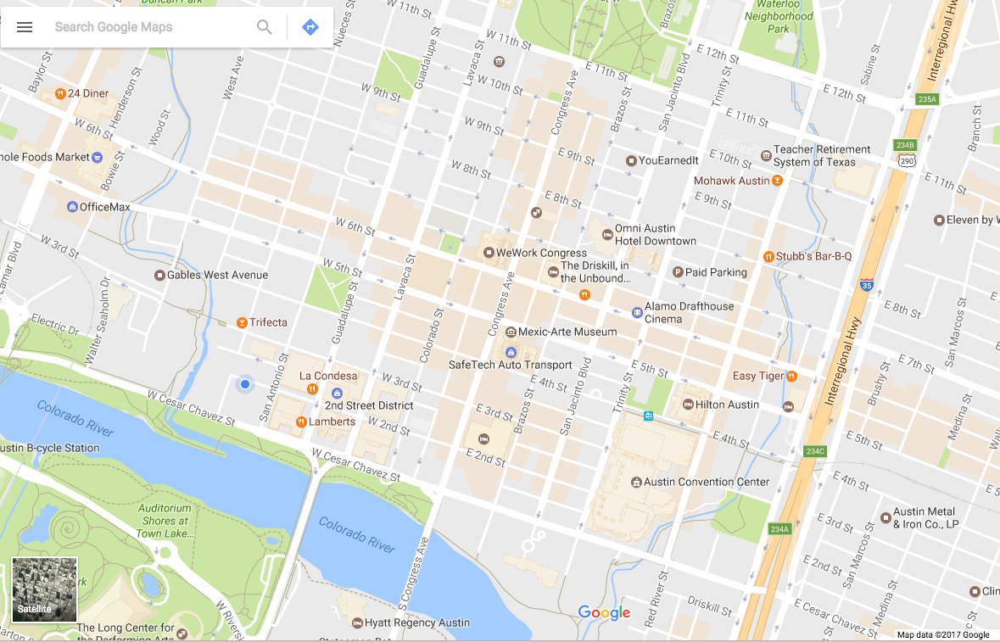 Duncan Park
W 11th St
Waterloo
Neighborhood
Park
Search Google Maps
Nueces St
Guadalupe St
Lavaca St
W 11th St
Brazos
E 12th St
Interregional Hwy
Baylor St
Henderson St
West Ave
W 10th St
E 11th St
San Jacinto Blvd
Trinity St
Sabine St
E 12th St
235A
24 Diner
W 9th St
Congress Ave
Brazos St
E 11th St
Branch St
W 6th St
Wood St
W 9th St
234B
290
hole Foods Market
Bowie St
W 8th St
E 9th St
YouEarnedIt
E 10th St
Teacher Retirement
System of Texas
Mohawk Austin
E 11th St
OfficeMax
E 8th St
E 9th St
Eleven by W
W 3rd St
W 6th St
Omni Austin
Hotel Downtown
WeWork Congress
Stubb's Bar-B-Q
Lamar Blvd
Gables West Avenue
W 5th St
Lavaca St
The Driskill, in
the Unbound...
Paid Parking
35
Walter Seaholm Dr
Guadalupe St
Colorado St
Congress Ave
Alamo Drafthouse
Cinema
E 8th St
E 7th St
Electric Dr
Trifecta
Mexic-Arte Museum
Interregional Hwy
San Marcos St
SafeTech Auto Transport
San Antonio St
La Condesa
W 3rd St
E 4th St
San Jacinto Blvd
Trinity St
E 5th St
Easy Tiger
Brushy St
W Cesar Chavez St
2nd Street District
Hilton Austin
Colorado River
Lamberts
W 2nd St
E 3rd St
Brazos St
Medina St
ustin B-cycle Station
W Cesar Chavez St
E 2nd St
E 4th St
E 5th St
234C
Austin Convention Center
E 4th St
Auditorium
Shores at
Town Lake...
Colorado River
234A
E 3rd St
Austin Metal
& Iron Co., LP
San Marcos St
E 2nd St
Congress Ave
Red River St
Medina St
Satellite
W Riversi
Google
Driskill St
E Cesar Chavez St
Clin
The Long Center for
the Performing Arts
Hyatt Regency Austin
Map data ©2017 Google